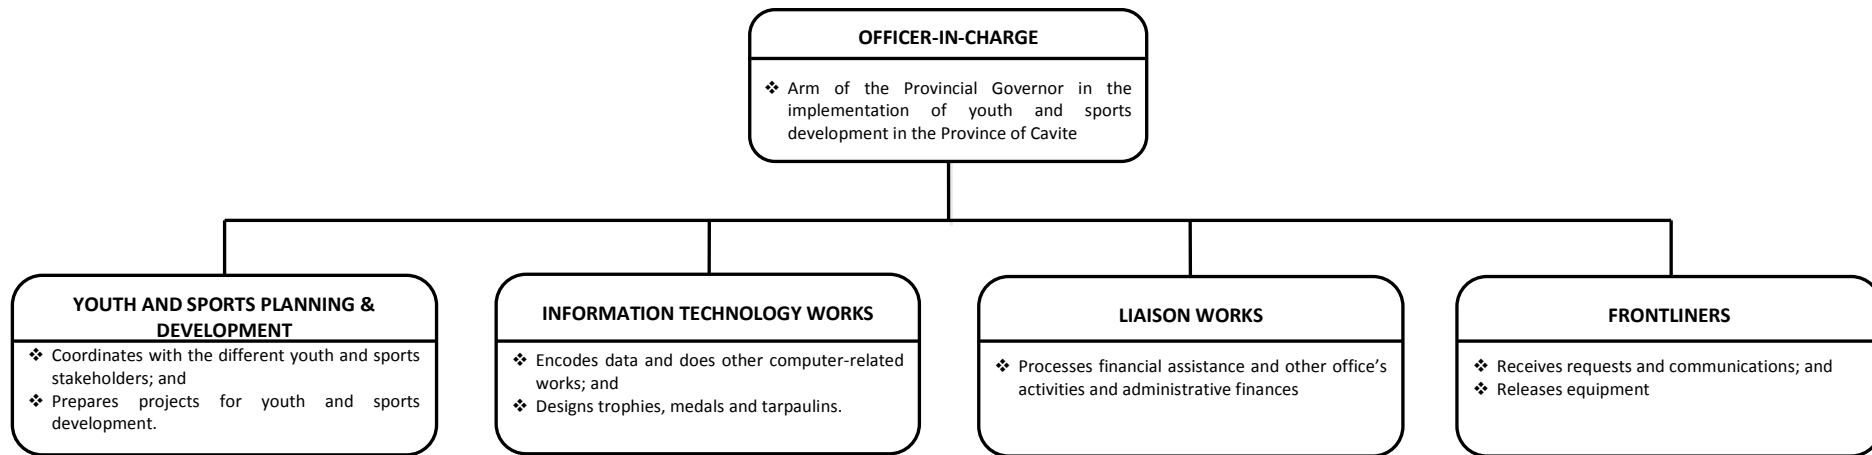 OFFICER-IN-CHARGE
❖ Arm of the Provincial Governor in the
implementation of youth and sports
development in the Province of Cavite
YOUTH AND SPORTS PLANNING &
DEVELOPMENT
❖ Coordinates with the different youth and sports
stakeholders; and
❖ Prepares projects for youth and sports
development.
INFORMATION TECHNOLOGY WORKS
❖ Encodes data and does other computer-related
works; and
❖ Designs trophies, medals and tarpaulins.
LIAISON WORKS
❖ Processes financial assistance and other office's
activities and administrative finances
FRONTLINERS
❖ Receives requests and communications; and
❖ Releases equipment